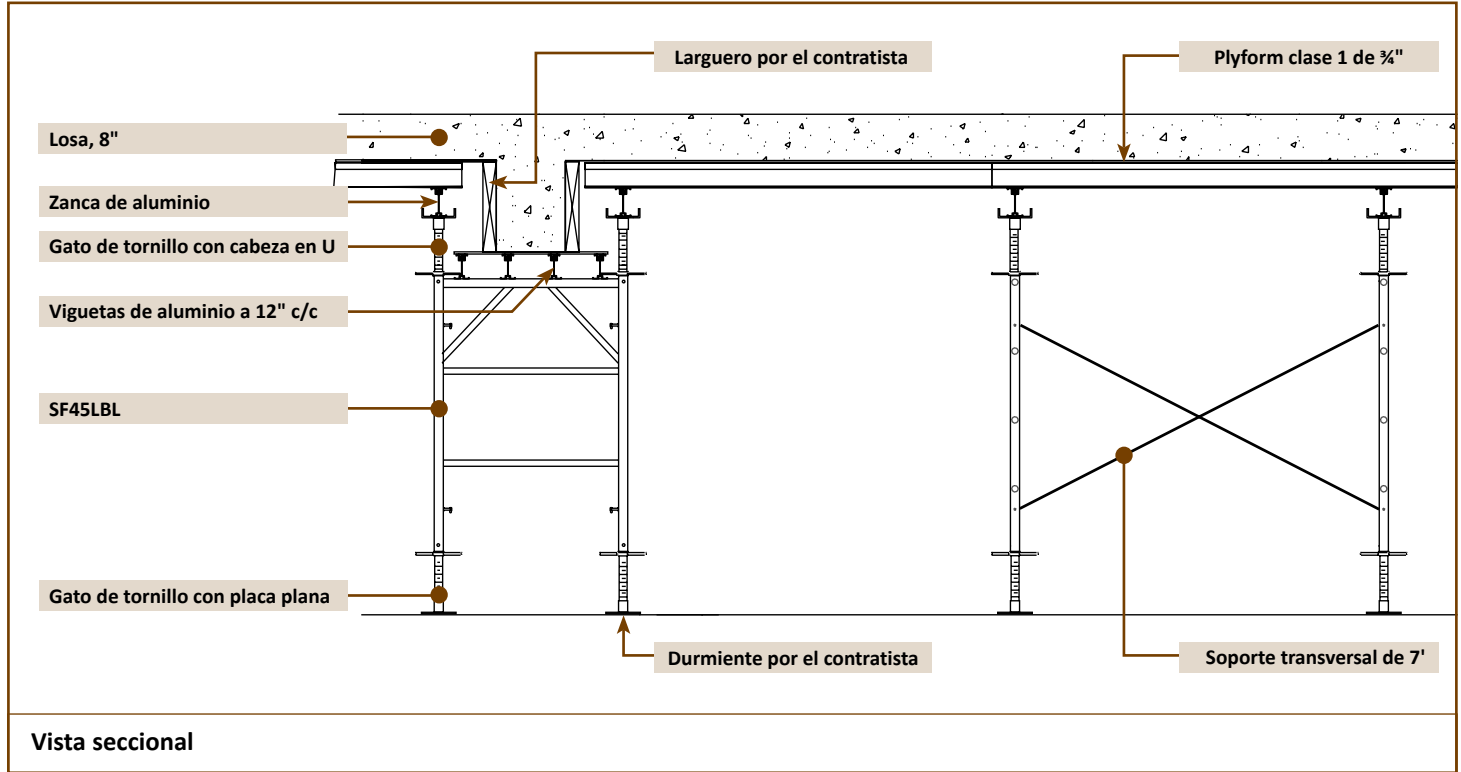 Larguero por el contratista
Plyform clase 1 de ¾"
Losa, 8"
Zanca de aluminio
Gato de tornillo con cabeza en U
Viguetas de aluminio a 12" c/c
SF45LBL
Gato de tornillo con placa plana
Durmiente por el contratista
Soporte transversal de 7'
Vista seccional